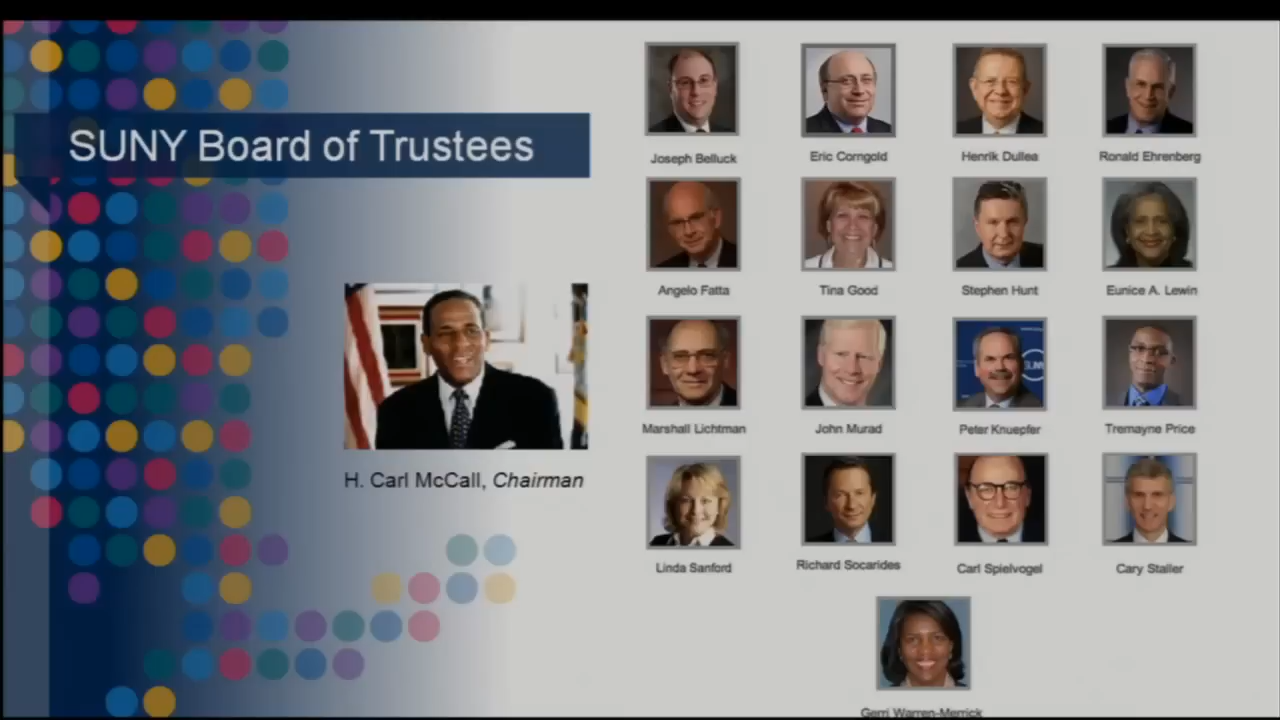 SUNY Board of Trustees
H. Carl McCall, Chairman
Joseph Belluck
Eric Corngold
Henrik Dullea
Ronald Ehrenberg
Angelo Fatta
Tina Good
Stephen Hunt
Eunice A. Lewin
Marshall Lichtman
John Murad
SUNY
Peter Knuepfer
Tremayne Price
Linda Sanford
Richard Socarides
Carl Spielvogel
Cary Staller
Gerri Warren-Merrick